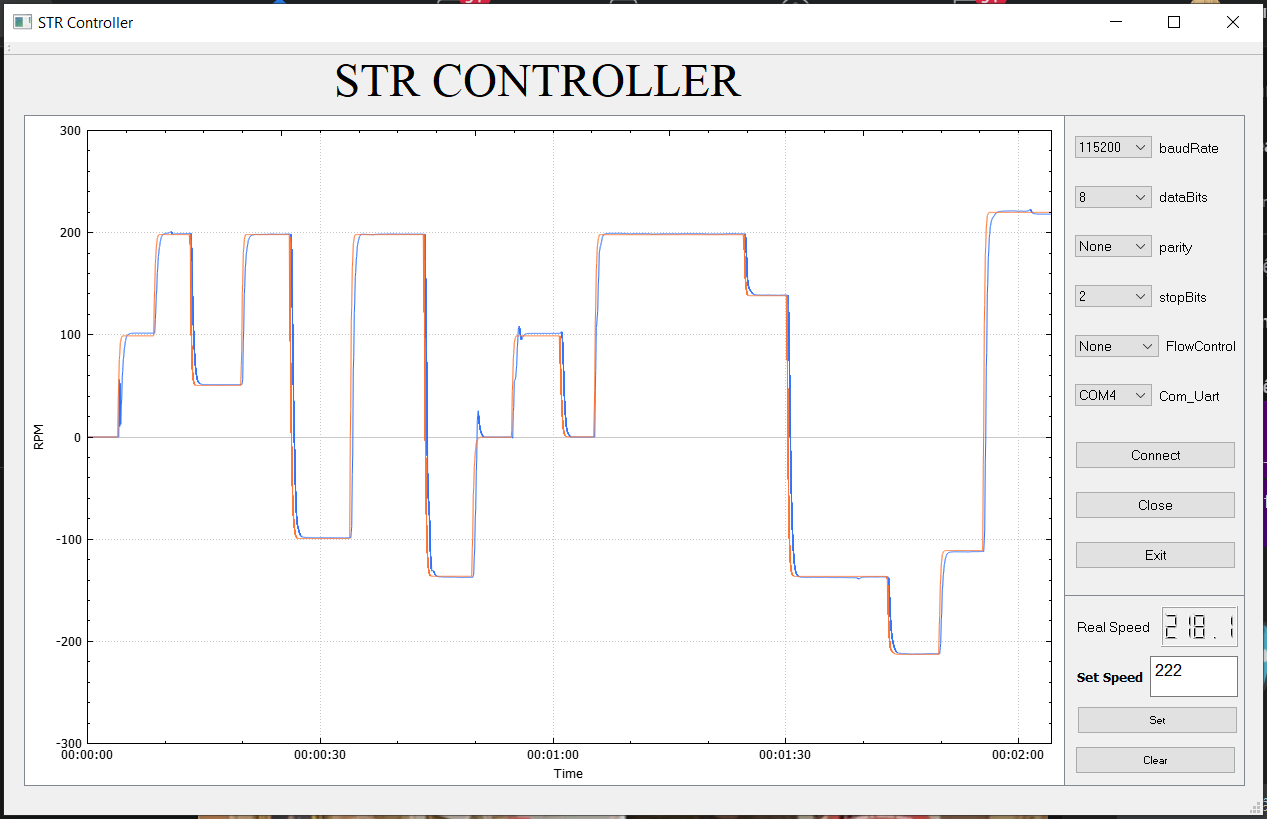 STR Controller
STR CONTROLLER
300
200
100
0
-100
-200
-300
RPM
00:00:00
00:00:30
00:01:00
00:01:30
00:02:00
Time
115200 baudRate
8 dataBits
None parity
2 stopBits
None FlowControl
COM4 Com_Uart
Connect
Close
Exit
Real Speed 218.1
Set Speed 222
Set
Clear